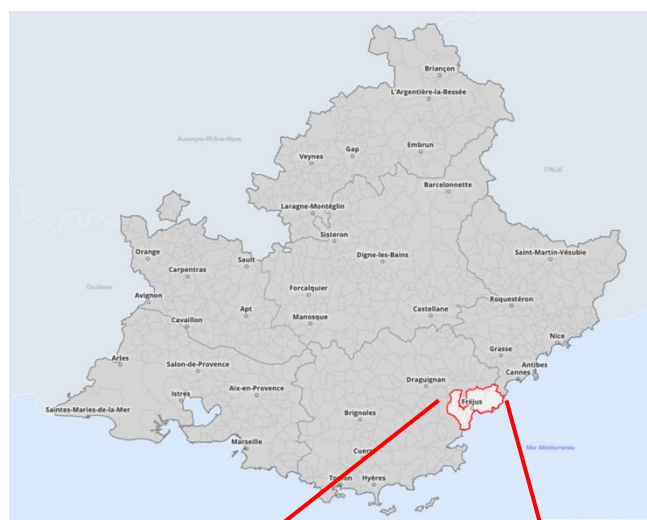 Briançon
L'Argentière-la-Bessée
Auvergne-Rhône-Alpes
Embrun
Gap
Veynes
ITALIE
Barcelonnette
Laragne-Montéglin
Sisteron
Orange
Saint-Martin-Vésubie
Digne-les-Bains
Sault
Carpentras
Occitanie
Forcalquier
Avignon
Roquestéron
Apt
Castellane
Manosque
Cavaillon
Nice
Grasse
Arles
Salon-de-Provence
Antibes
Cannes
Draguignan
Aix-en-Provence
Istres
Fréjus
Saintes-Maries-de-la-Mer
Brignoles
Marseille
Mer Méditerranée
Cuers
Toulon
Hyères